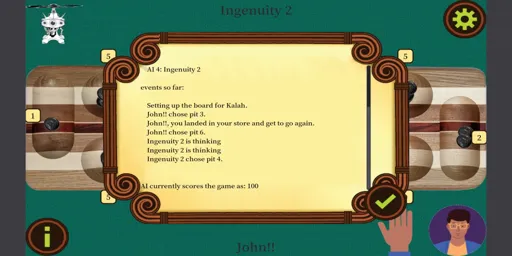 Ingenuity 2
5
5
AI 4: Ingenuity 2
events so far:
1
Setting up the board for Kalah.
John!! chose pit 3.
John!!, you landed in your store and get to go again.
John!! chose pit 6.
2
Ingenuity 2 is thinking
Ingenuity 2 is thinking
Ingenuity 2 chose pit 4.
AI currently scores the game as: 100
5
i
John!!